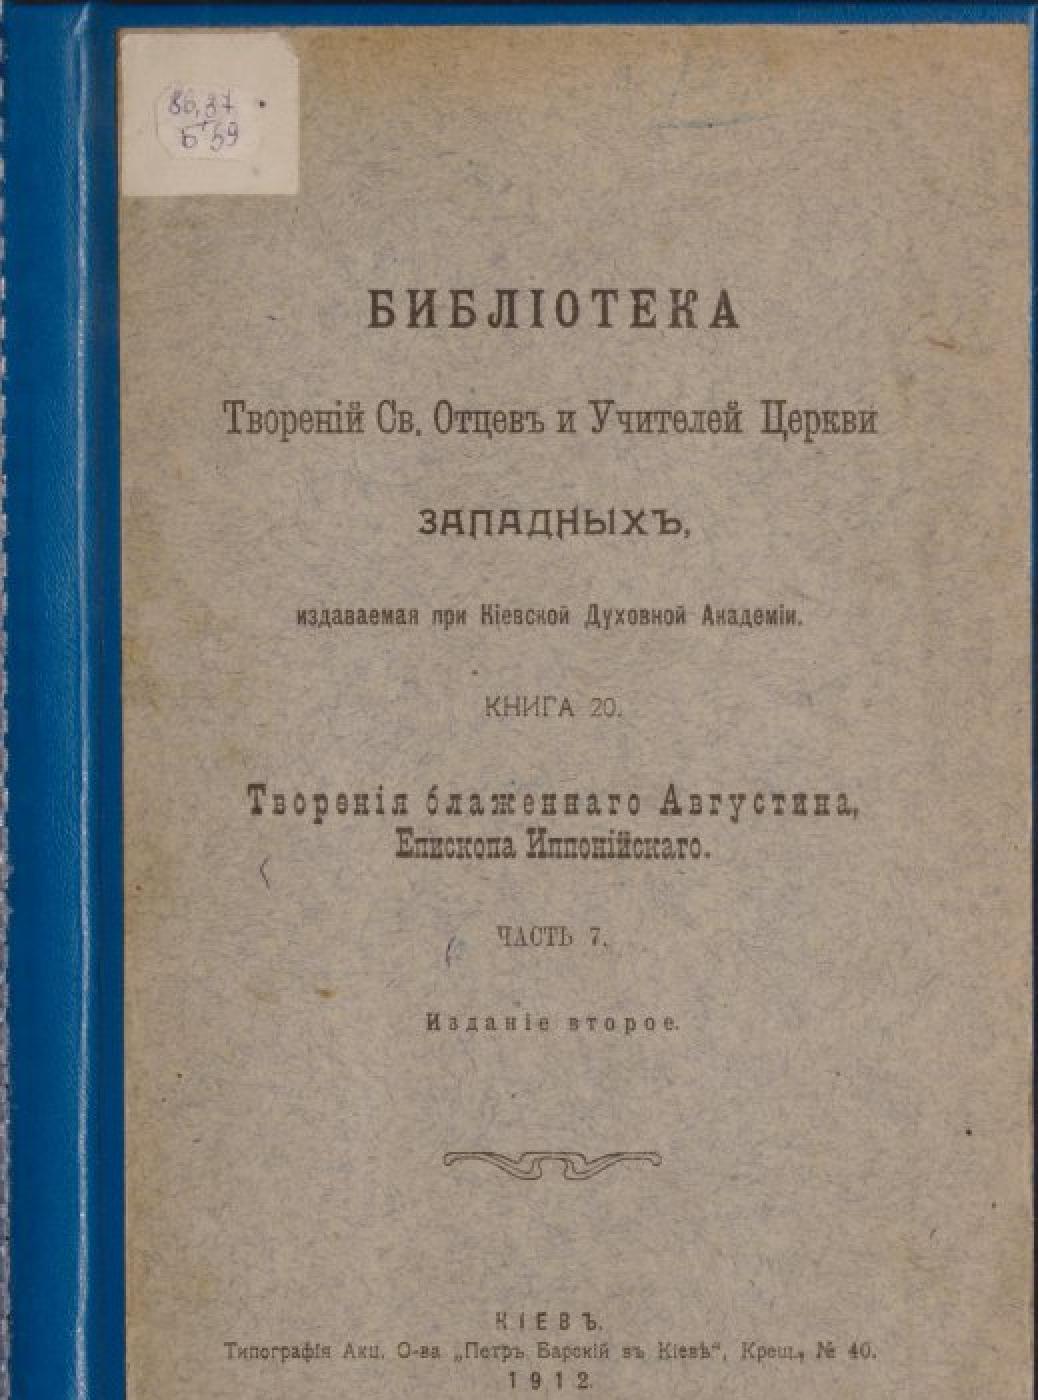 86,37
Б 59
БИБЛІОТЕКА
Твореній Св. Отцевъ и Учителей Церкви
ЗАПАДНЫХЪ,
издаваемая при Кіевской Духовной Академіи.
КНИГА 20.
Творенія блаженнаго Августина,
Епископа Иппонійскаго.
ЧАСТЬ 7.
Изданіе второе.
КІЕВЪ.
Типографія Акц. О-ва „Петръ Барскій въ Кіевѣ“, Крещ., № 40.
1912.